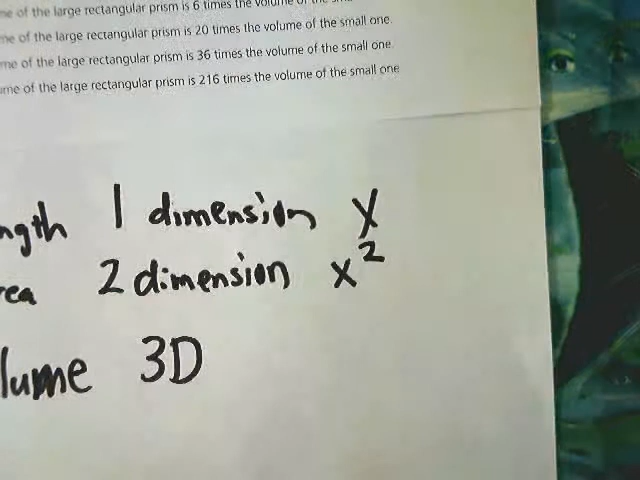 me of the large rectangular prism is 6 times the volume of the
me of the large rectangular prism is 20 times the volume of the small one.
me of the large rectangular prism is 36 times the volume of the small one.
ume of the large rectangular prism is 216 times the volume of the small one
ngth 1 dimension X
rea 2 dimension x²
lume 3D